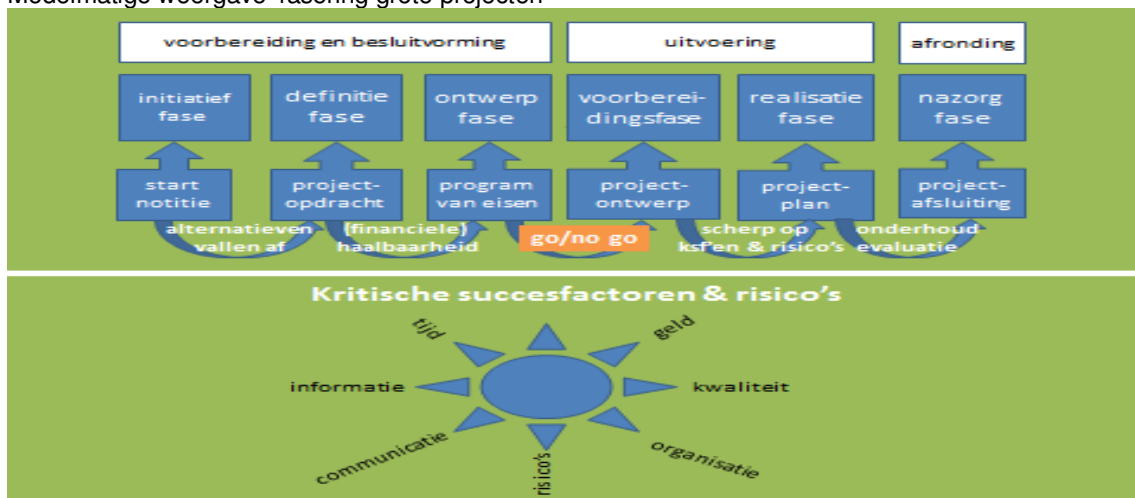 Modelmatige weergave 'fasering grote projecten'
voorbereiding en besluitvorming
uitvoering
afronding
initiatief
fase
definitie
fase
ontwerp
fase
voorberei-
dingsfase
realisatie
fase
nazorg
fase
start
notitie
project-
opdracht
program
van eisen
project-
ontwerp
project-
plan
project-
afsluiting
alternatieven
vallen af
(financiele)
haalbaarheid
go/no go
scherp op
ksf'en & risico's
onderhoud
evaluatie
Kritische succesfactoren & risico's
tijd
geld
informatie
kwaliteit
communicatie
risico's
organisatie